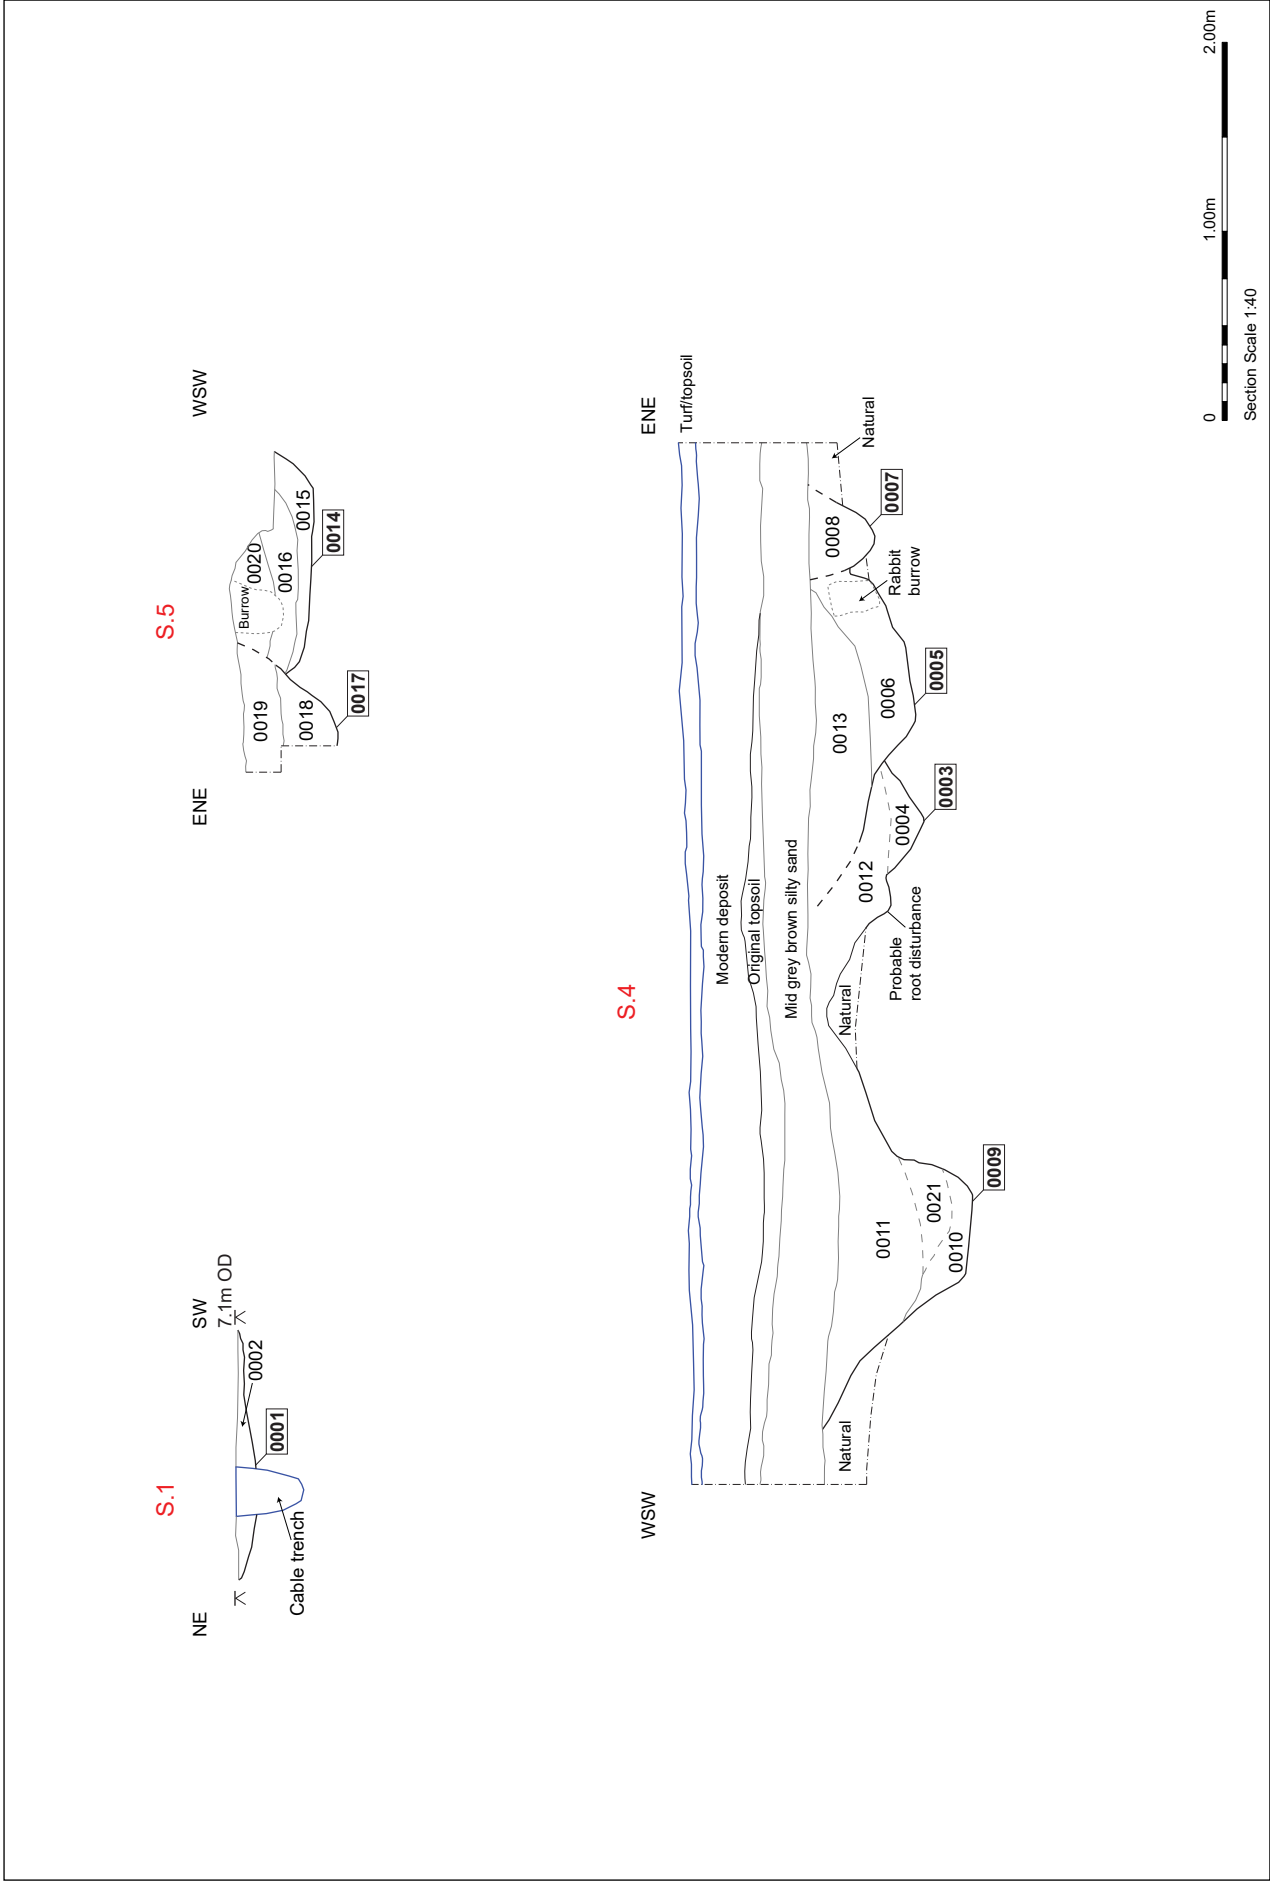 S.1
NE
SW
7.1m OD
0002
0001
Cable trench
S.5
ENE
WSW
0019
0018
0017
Burrow
0020
0016
0015
0014
S.4
WSW
ENE
Turf/topsoil
Modern deposit
Original topsoil
Mid grey brown silty sand
Natural
0011
0021
0010
0009
Natural
Probable
root disturbance
0012
0004
0003
0013
0006
0005
Rabbit
burrow
0008
0007
Natural
0
1.00m
2.00m
Section Scale 1:40